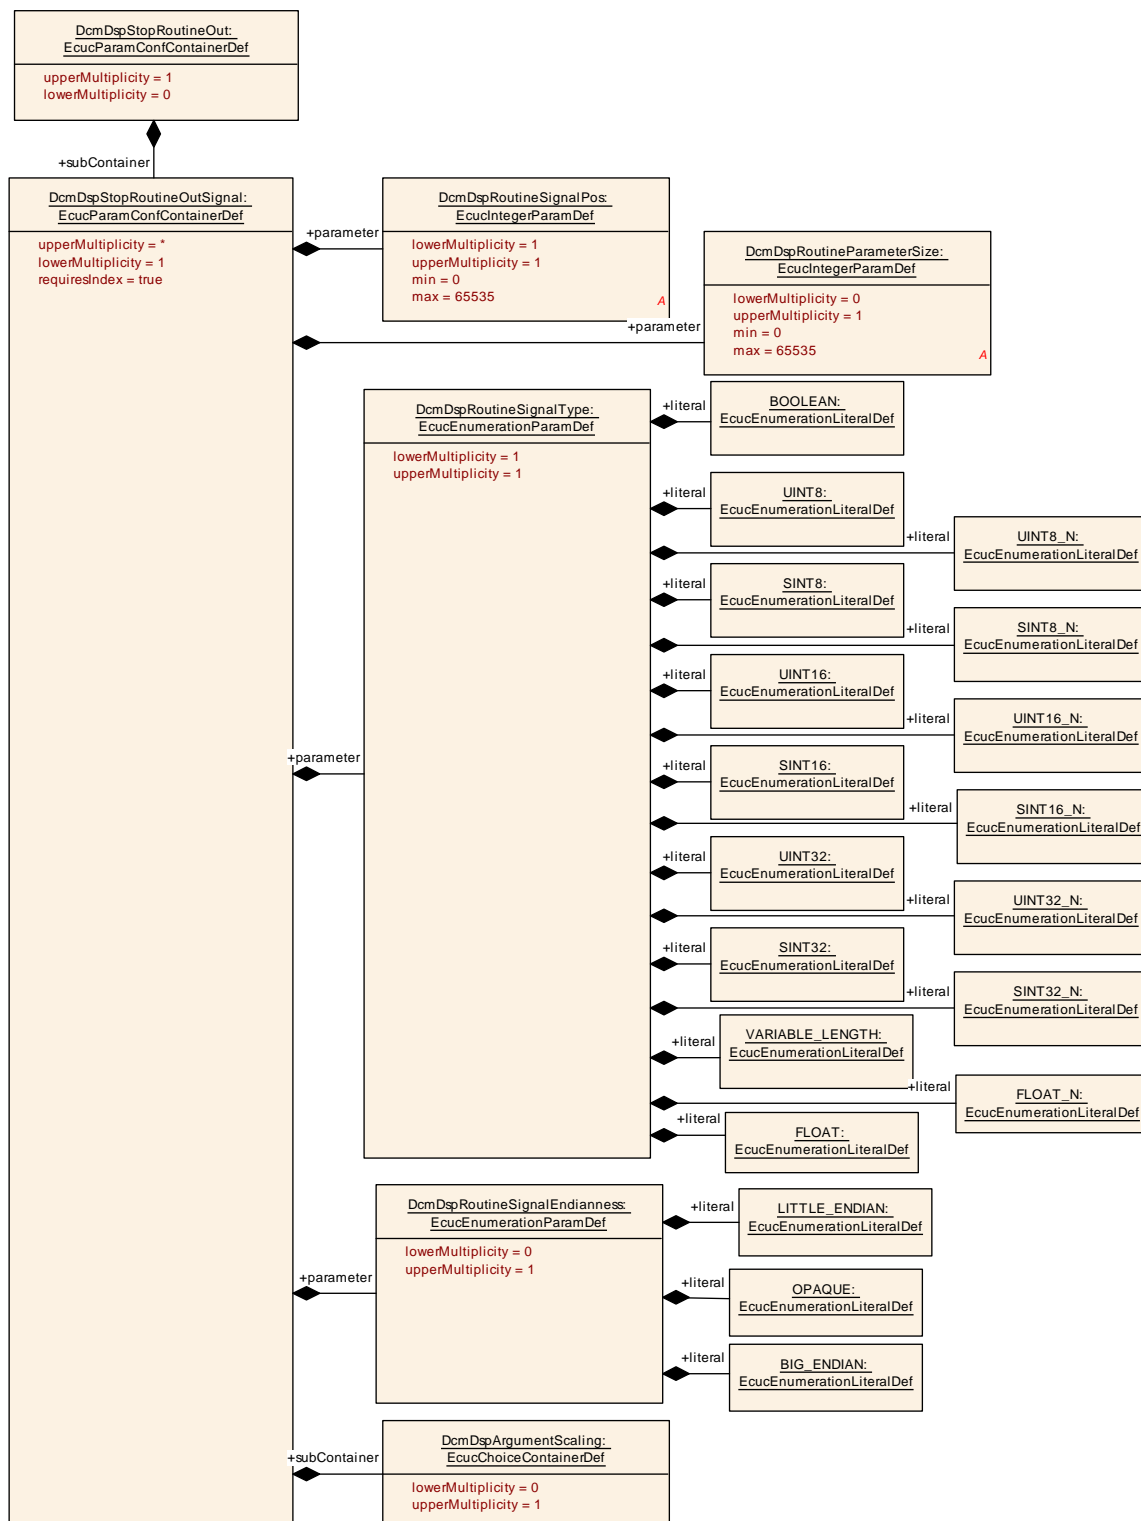 DcmDspStopRoutineOut:
EcucParamConfContainerDef
upperMultiplicity = 1
lowerMultiplicity = 0
+subContainer
DcmDspStopRoutineOutSignal:
EcucParamConfContainerDef
upperMultiplicity = *
lowerMultiplicity = 1
requiresIndex = true
+parameter
DcmDspRoutineSignalPos:
EcucIntegerParamDef
lowerMultiplicity = 1
upperMultiplicity = 1
min = 0
max = 65535
A
+parameter
DcmDspRoutineParameterSize:
EcucIntegerParamDef
lowerMultiplicity = 0
upperMultiplicity = 1
min = 0
max = 65535
A
+parameter
DcmDspRoutineSignalType:
EcucEnumerationParamDef
lowerMultiplicity = 1
upperMultiplicity = 1
+literal
BOOLEAN:
EcucEnumerationLiteralDef
+literal
UINT8:
EcucEnumerationLiteralDef
+literal
UINT8_N:
EcucEnumerationLiteralDef
+literal
SINT8:
EcucEnumerationLiteralDef
+literal
SINT8_N:
EcucEnumerationLiteralDef
+literal
UINT16:
EcucEnumerationLiteralDef
+literal
UINT16_N:
EcucEnumerationLiteralDef
+literal
SINT16:
EcucEnumerationLiteralDef
+literal
SINT16_N:
EcucEnumerationLiteralDef
+literal
UINT32:
EcucEnumerationLiteralDef
+literal
UINT32_N:
EcucEnumerationLiteralDef
+literal
SINT32:
EcucEnumerationLiteralDef
+literal
SINT32_N:
EcucEnumerationLiteralDef
+literal
VARIABLE_LENGTH:
EcucEnumerationLiteralDef
+literal
FLOAT_N:
EcucEnumerationLiteralDef
+literal
FLOAT:
EcucEnumerationLiteralDef
+parameter
DcmDspRoutineSignalEndianness:
EcucEnumerationParamDef
lowerMultiplicity = 0
upperMultiplicity = 1
+literal
LITTLE_ENDIAN:
EcucEnumerationLiteralDef
+literal
OPAQUE:
EcucEnumerationLiteralDef
+literal
BIG_ENDIAN:
EcucEnumerationLiteralDef
+subContainer
DcmDspArgumentScaling:
EcucChoiceContainerDef
lowerMultiplicity = 0
upperMultiplicity = 1